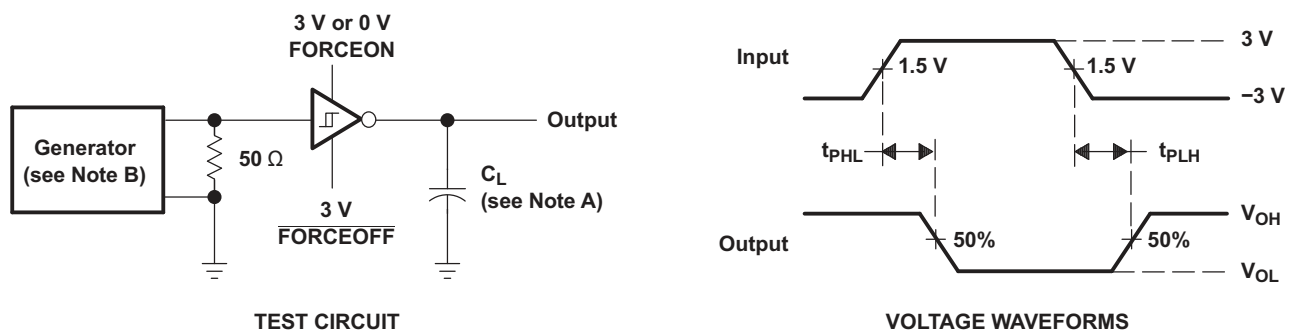 3 V or 0 V
FORCEON
Generator
(see Note B)
50 Ω
Output
CL
(see Note A)
3 V
FORCEOFF
TEST CIRCUIT
Input
3 V
1.5 V
1.5 V
−3 V
tPHL
tPLH
Output
VOH
50%
50%
VOL
VOLTAGE WAVEFORMS